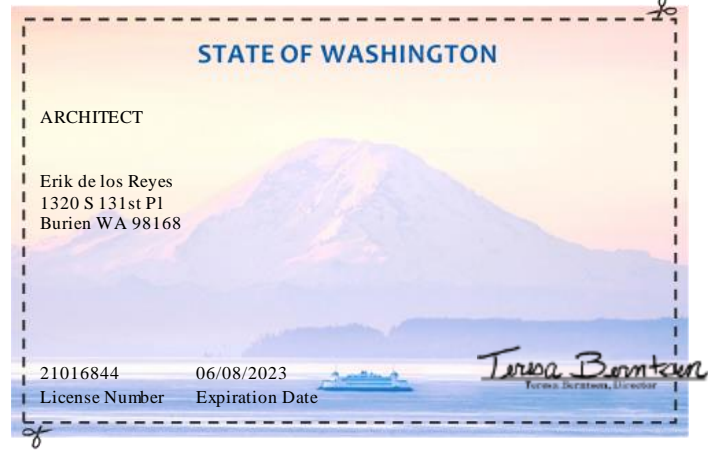 STATE OF WASHINGTON
ARCHITECT
Erik de los Reyes
1320 S 131st Pl
Burien WA 98168
21016844 06/08/2023
License Number Expiration Date
Teresa Berntsen
Teresa Berntsen, Director